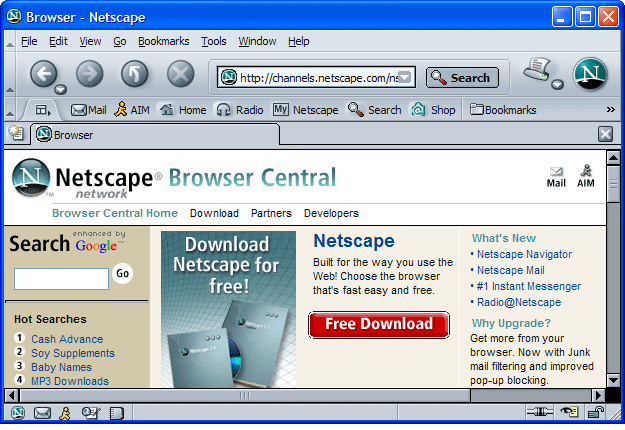 Browser - Netscape
File Edit View Go Bookmarks Tools Window Help
N http://channels.netscape.com/ns Search N
Mail AIM Home Radio My Netscape Search Shop Bookmarks »
Browser
N Netscape® Browser Central
network
TM
Mail AIM
Browser Central Home Download Partners Developers
Search enhanced by Google™
Go
Hot Searches
1 Cash Advance
2 Soy Supplements
3 Baby Names
4 MP3 Downloads
Download
Netscape for
free!
Netscape
Built for the way you use the
Web! Choose the browser
that's fast easy and free.
Free Download
What's New
• Netscape Navigator
• Netscape Mail
• #1 Instant Messenger
• Radio@Netscape
Why Upgrade?
Get more from your
browser. Now with Junk
mail filtering and improved
pop-up blocking.